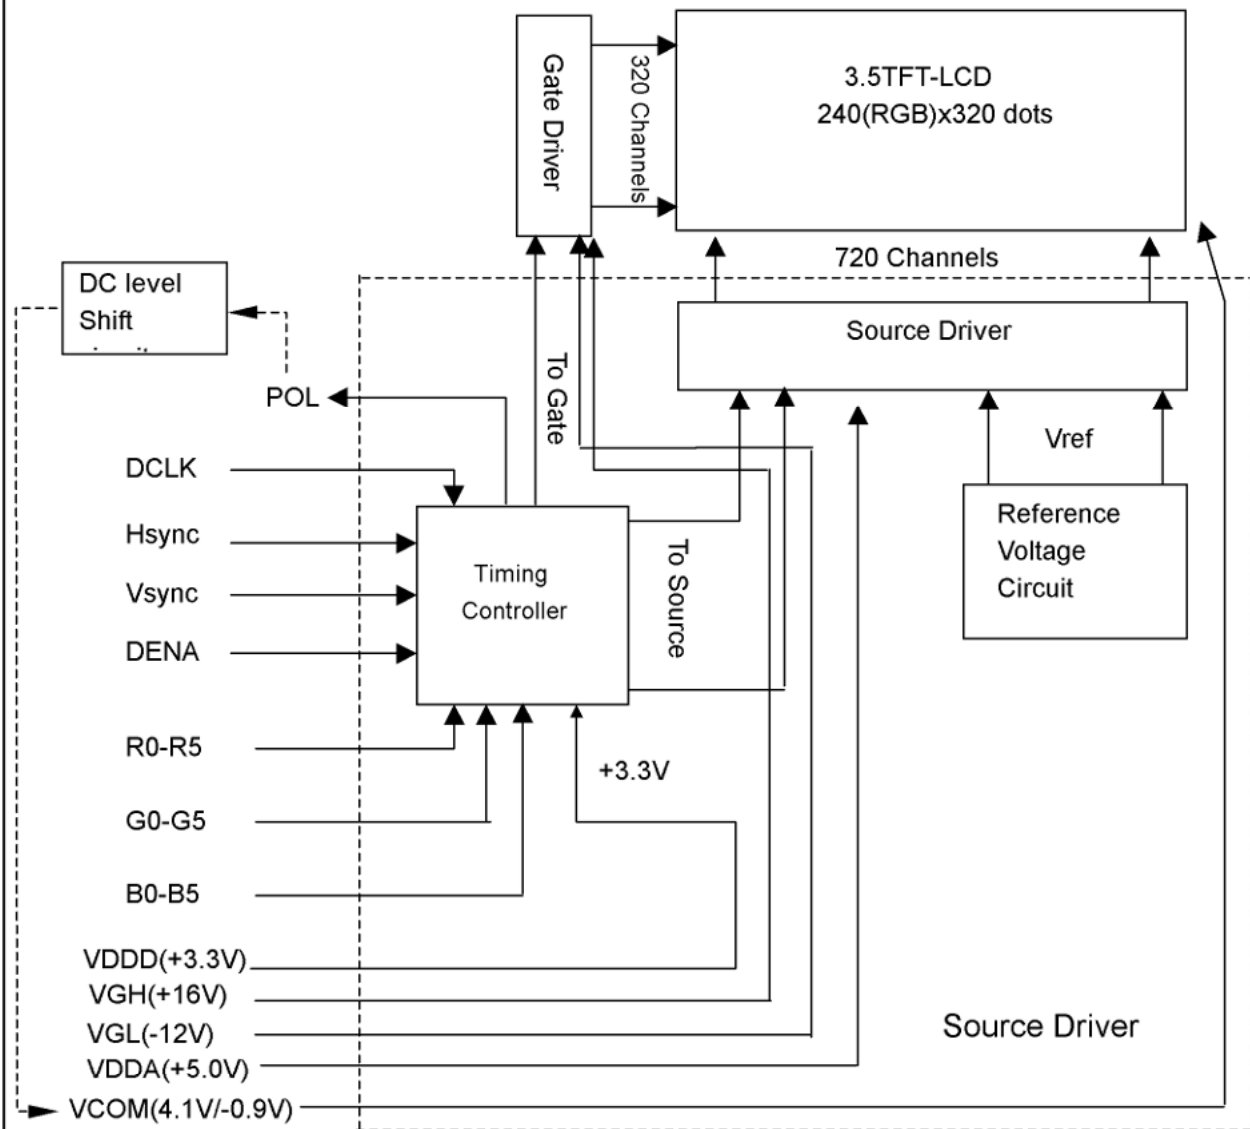 Gate Driver
320 Channels
3.5TFT-LCD
240(RGB)x320 dots
720 Channels
DC level
Shift
Source Driver
To Gate
POL
Vref
DCLK
Reference
Voltage
Circuit
Hsync
Timing
Controller
To Source
Vsync
DENA
R0-R5
+3.3V
G0-G5
B0-B5
VDDD(+3.3V)
VGH(+16V)
VGL(-12V)
Source Driver
VDDA(+5.0V)
VCOM(4.1V/-0.9V)